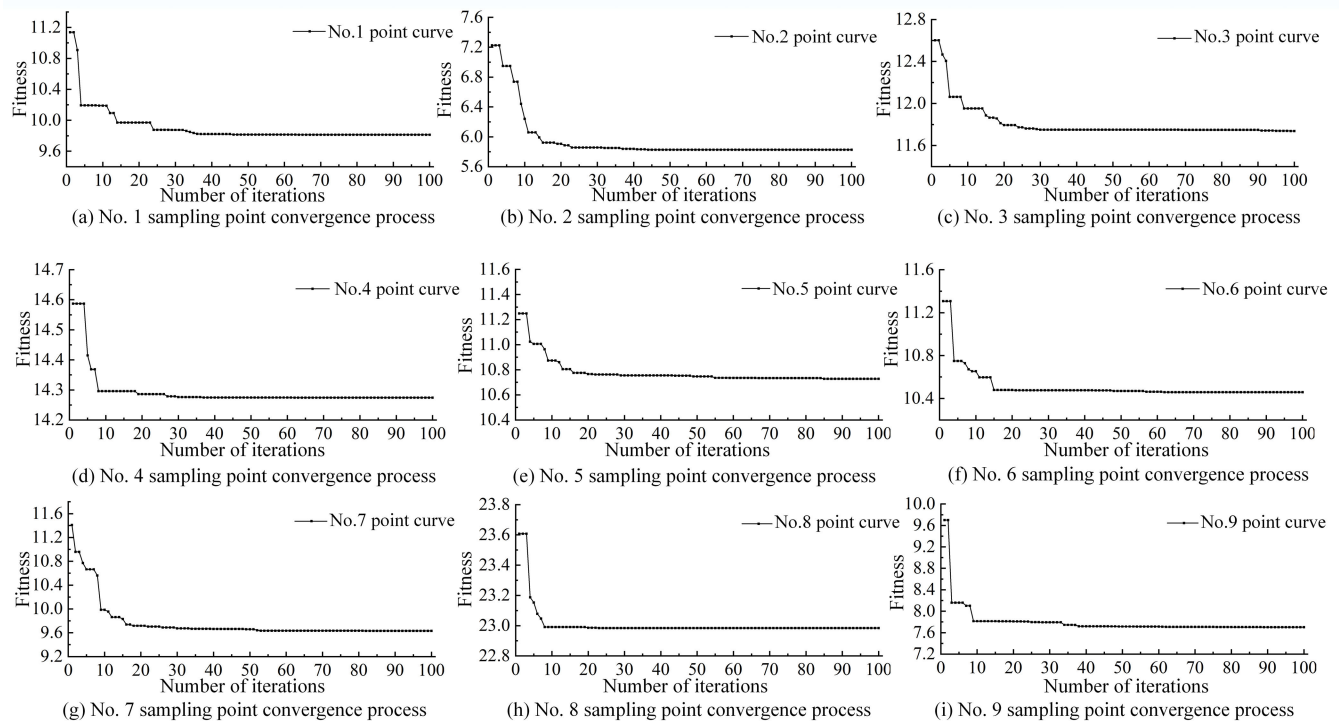 11.2
10.8
10.4
10.0
9.6
Fitness
No.1 point curve
0 10 20 30 40 50 60 70 80 90 100
Number of iterctions
(a) No. 1 sampling point convergence process
7.6
7.2
6.8
6.4
6.0
5.6
Fitness
No.2 point curve
0 10 20 30 40 50 60 70 80 90 100
Number of iterctions
(b) No. 2 sampling point convergence process
12.8
12.4
12.0
11.6
Fitness
No.3 point curve
0 10 20 30 40 50 60 70 80 90 100
Number of iterctions
(c) No. 3 sampling point convergence process
14.7
14.6
14.5
14.4
14.3
14.2
Fitness
No.4 point curve
0 10 20 30 40 50 60 70 80 90 100
Number of iterctions
(d) No. 4 sampling point convergence process
11.6
11.4
11.2
11.0
10.8
10.6
10.4
Fitness
No.5 point curve
0 10 20 30 40 50 60 70 80 90 100
Number of iterctions
(e) No. 5 sampling point convergence process
11.6
11.2
10.8
10.4
Fitness
No.6 point curve
0 10 20 30 40 50 60 70 80 90 100
Number of iterctions
(f) No. 6 sampling point convergence process
11.6
11.2
10.8
10.4
10.0
9.6
9.2
Fitness
No.7 point curve
0 10 20 30 40 50 60 70 80 90 100
Number of iterctions
(g) No. 7 sampling point convergence process
23.8
23.6
23.4
23.2
23.0
22.8
Fitness
No.8 point curve
0 10 20 30 40 50 60 70 80 90 100
Number of iterctions
(h) No. 8 sampling point convergence process
10.0
9.6
9.2
8.8
8.4
8.0
7.6
7.2
Fitness
No.9 point curve
0 10 20 30 40 50 60 70 80 90 100
Number of iterctions
(i) No. 9 sampling point convergence process